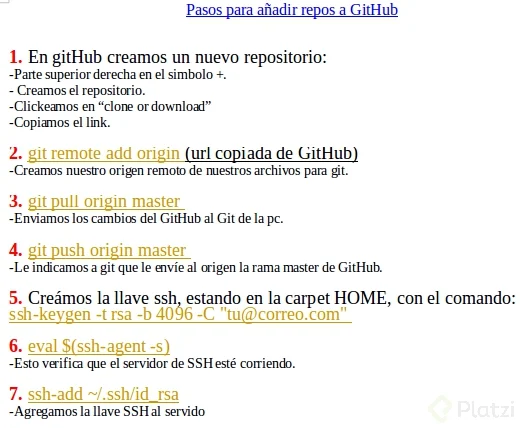 Pasos para añadir repos a GitHub
1. En gitHub creamos un nuevo repositorio:
-Parte superior derecha en el simbolo +.
- Creamos el repositorio.
-Clickeamos en “clone or download”
-Copiamos el link.
2. git remote add origin (url copiada de GitHub)
-Creamos nuestro origen remoto de nuestros archivos para git.
3. git pull origin master
-Enviamos los cambios del GitHub al Git de la pc.
4. git push origin master
-Le indicamos a git que le envíe al origen la rama master de GitHub.
5. Creámos la llave ssh, estando en la carpet HOME, con el comando:
ssh-keygen -t rsa -b 4096 -C "tu@correo.com"
6. eval $(ssh-agent -s)
-Esto verifica que el servidor de SSH esté corriendo.
7. ssh-add ~/.ssh/id_rsa
-Agregamos la llave SSH al servido
Platzi